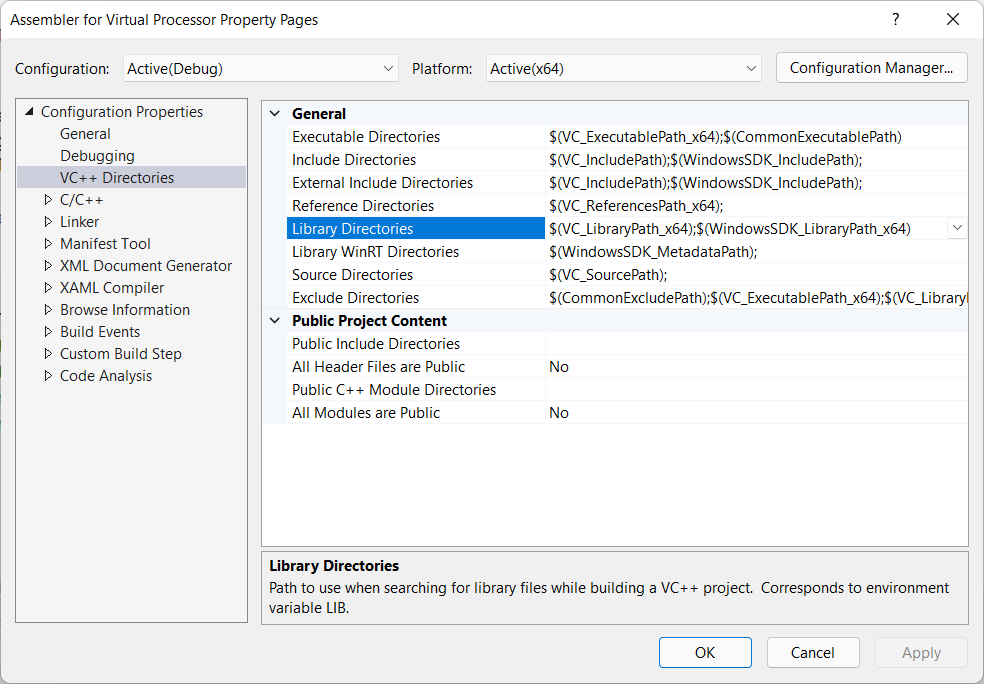 Assembler for Virtual Processor Property Pages
?
Configuration: Active(Debug) Platform: Active(x64) Configuration Manager...
Configuration Properties
General
Debugging
VC++ Directories
C/C++
Linker
Manifest Tool
XML Document Generator
XAML Compiler
Browse Information
Build Events
Custom Build Step
Code Analysis
General
Executable Directories $(VC_ExecutablePath_x64);$(CommonExecutablePath)
Include Directories $(VC_IncludePath);$(WindowsSDK_IncludePath);
External Include Directories $(VC_IncludePath);$(WindowsSDK_IncludePath);
Reference Directories $(VC_ReferencesPath_x64);
Library Directories $(VC_LibraryPath_x64);$(WindowsSDK_LibraryPath_x64)
Library WinRT Directories $(WindowsSDK_MetadataPath);
Source Directories $(VC_SourcePath);
Exclude Directories $(CommonExcludePath);$(VC_ExecutablePath_x64);$(VC_Library
Public Project Content
Public Include Directories
All Header Files are Public No
Public C++ Module Directories
All Modules are Public No
Library Directories
Path to use when searching for library files while building a VC++ project.  Corresponds to environment
variable LIB.
OK Cancel Apply